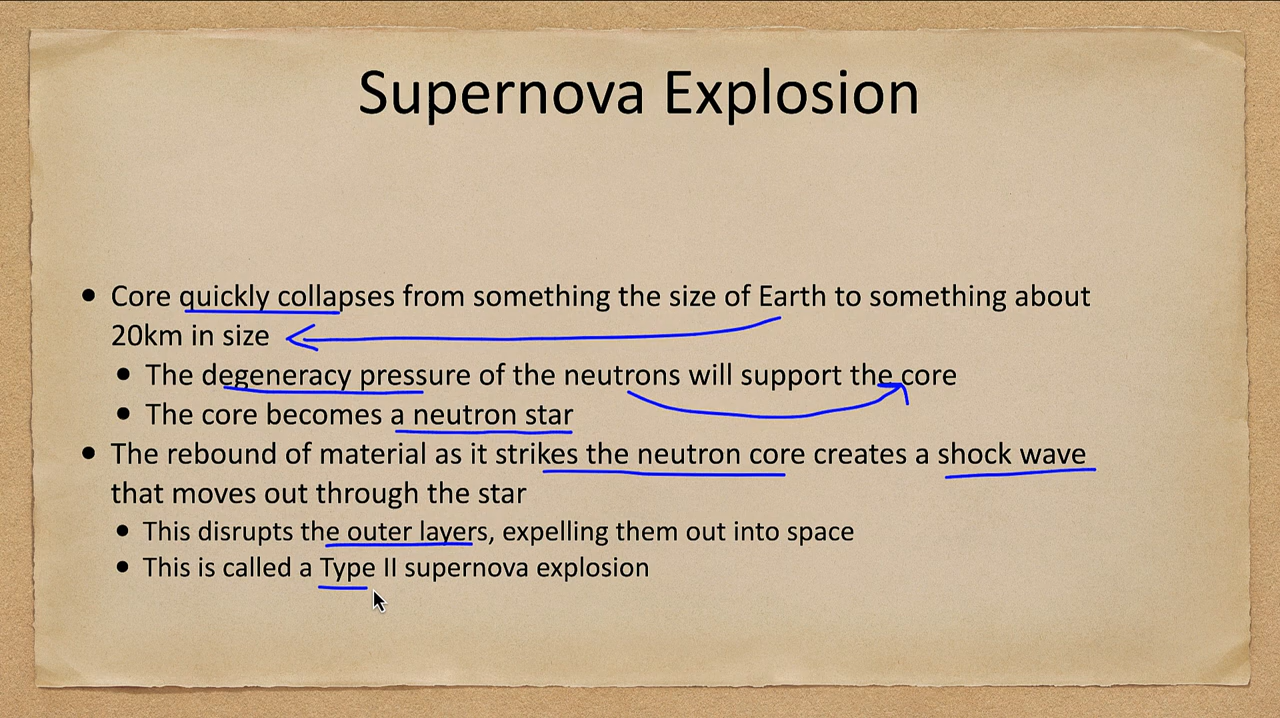 Supernova Explosion
• Core quickly collapses from something the size of Earth to something about
20km in size
• The degeneracy pressure of the neutrons will support the core
• The core becomes a neutron star
• The rebound of material as it strikes the neutron core creates a shock wave
that moves out through the star
• This disrupts the outer layers, expelling them out into space
• This is called a Type II supernova explosion